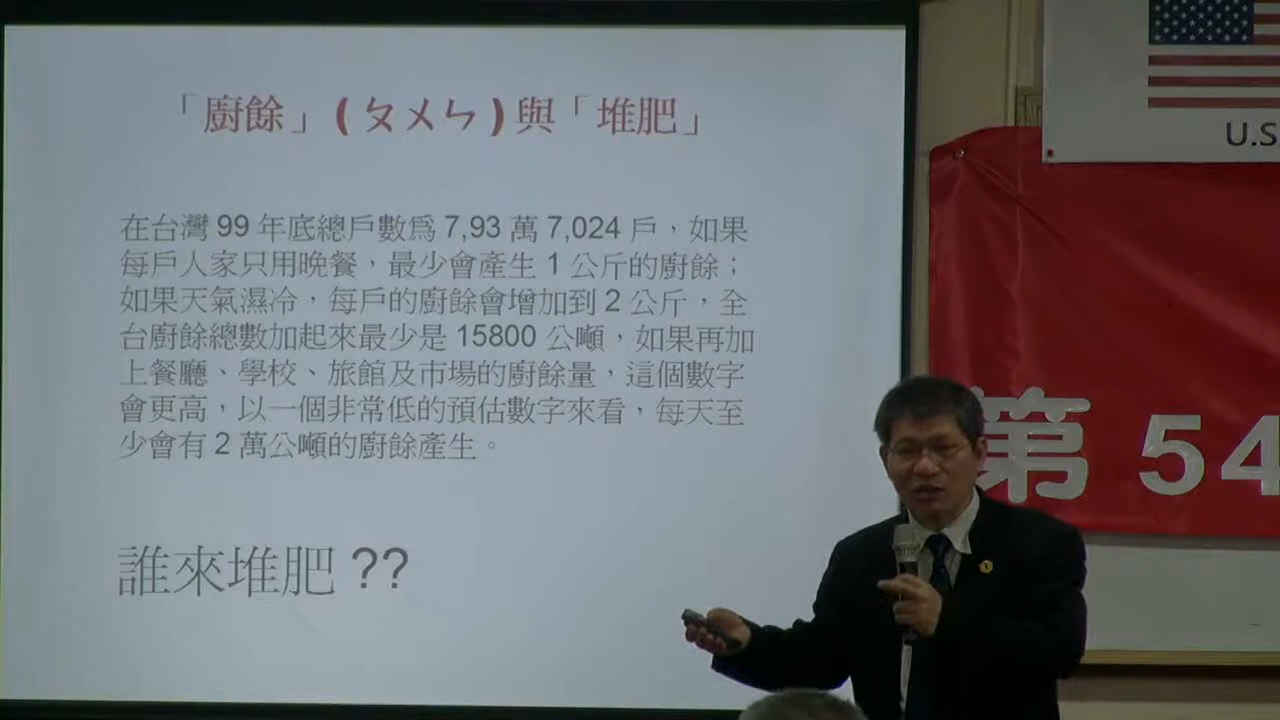 「廚餘」(ㄆㄨㄣ)與「堆肥」
在台灣 99 年底總戶數為 7,93 萬 7,024 戶，如果
每戶人家只用晚餐，最少會產生 1 公斤的廚餘；
如果天氣濕冷，每戶的廚餘會增加到 2 公斤，全
台廚餘總數加起來最少是 15800 公噸，如果再加
上餐廳、學校、旅館及市場的廚餘量，這個數字
會更高，以一個非常低的預估數字來看，每天至
少會有 2 萬公噸的廚餘產生。
誰來堆肥 ??
U.S
第 54